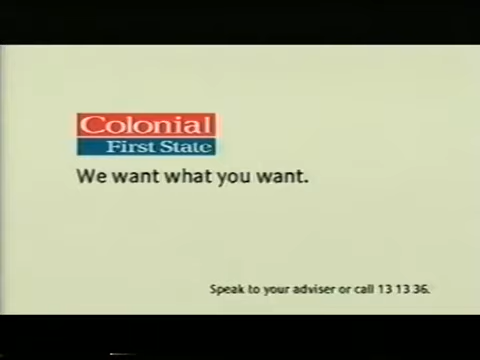 Colonial
First State
We want what you want.
Speak to your adviser or call 13 13 36.